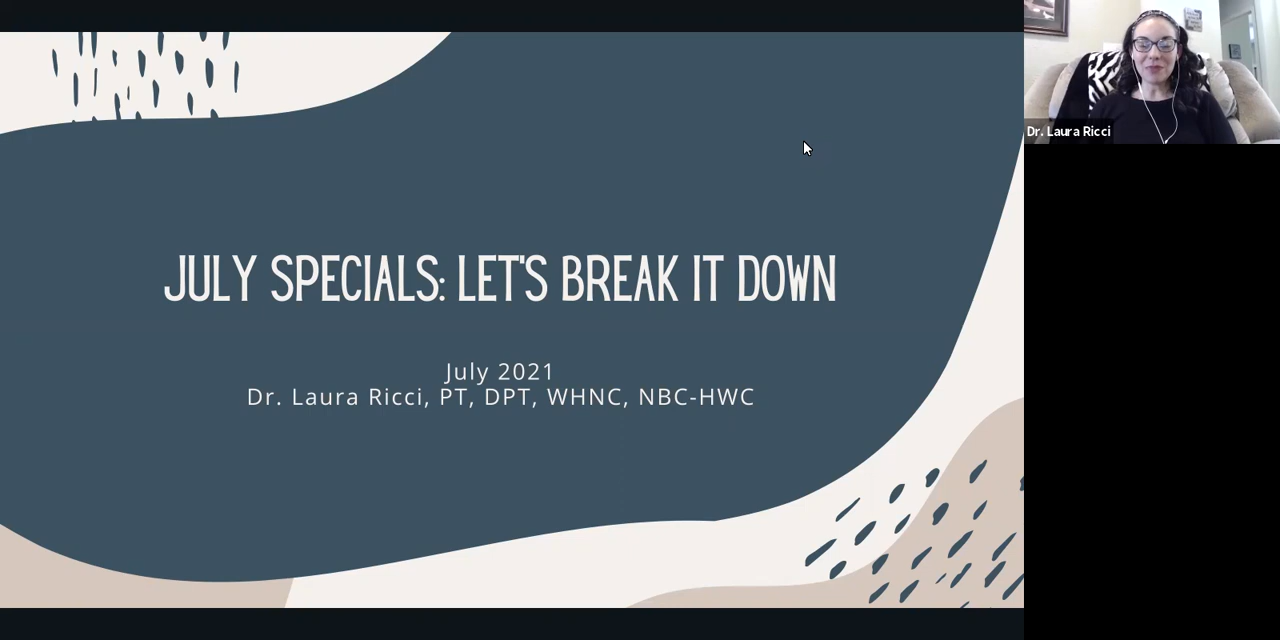 JULY SPECIALS: LET'S BREAK IT DOWN
July 2021
Dr. Laura Ricci, PT, DPT, WHNC, NBC-HWC
Dr. Laura Ricci